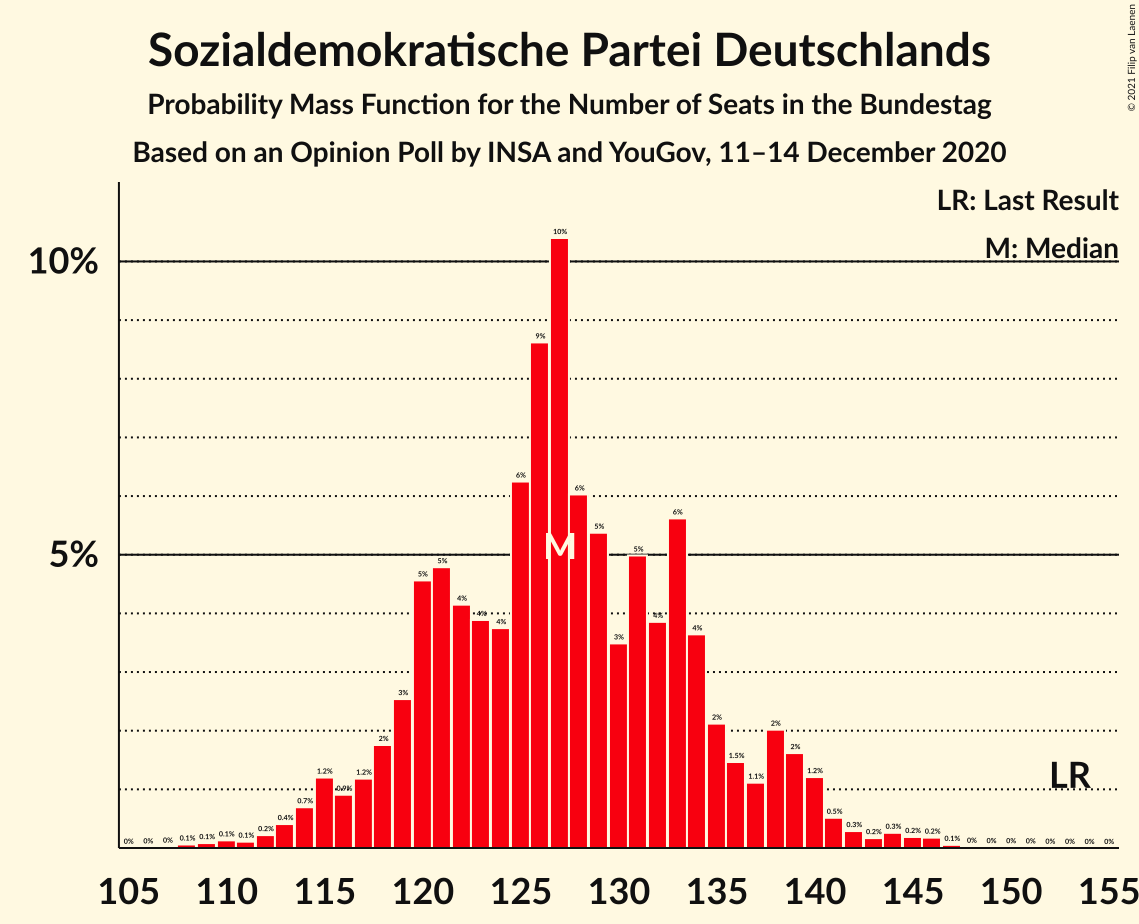 Sozialdemokratische Partei Deutschlands
Probability Mass Function for the Number of Seats in the Bundestag
Based on an Opinion Poll by INSA and YouGov, 11–14 December 2020
© 2021 Filip van Laenen
LR: Last Result
M: Median
10%
5%
0% 0% 0% 0.1% 0.1% 0.1% 0.1% 0.2% 0.4% 0.7% 1.2% 0.9% 1.2% 2% 3% 5% 5% 4% 4% 4% 6% 9% 10% 6% 5% 3% 5% 4% 6% 4% 2% 1.5% 1.1% 2% 2% 1.2% 0.5% 0.3% 0.2% 0.3% 0.2% 0.2% 0.1% 0% 0% 0% 0% 0% 0% 0% 0%
M
LR
105 110 115 120 125 130 135 140 145 150 155